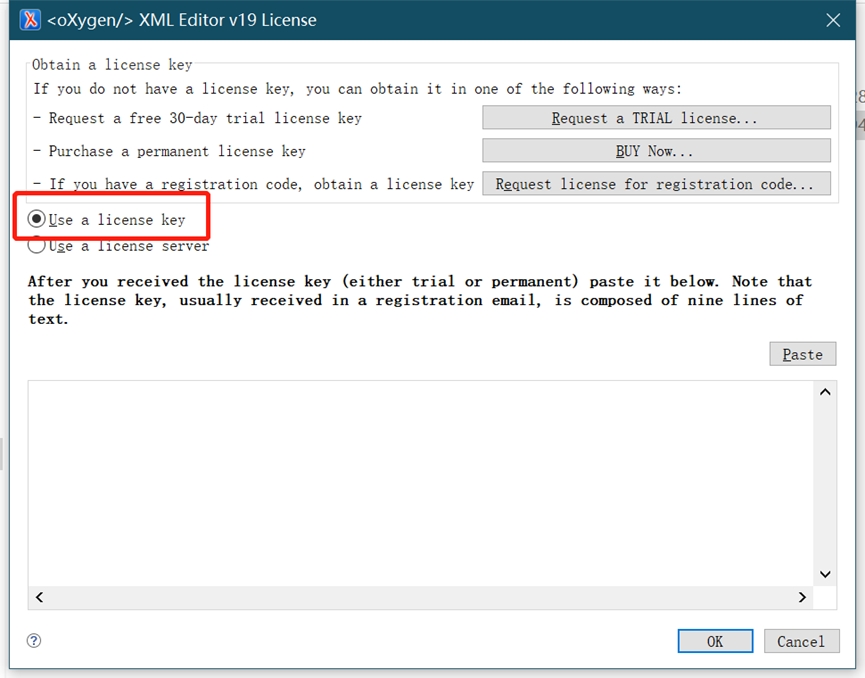 <oXygen/> XML Editor v19 License
Obtain a license key
If you do not have a license key, you can obtain it in one of the following ways:
- Request a free 30-day trial license key
Request a TRIAL license...
- Purchase a permanent license key
BUY Now...
- If you have a registration code, obtain a license key
Request license for registration code...
Use a license key
Use a license server
After you received the license key (either trial or permanent) paste it below. Note that
the license key, usually received in a registration email, is composed of nine lines of
text.
Paste
OK
Cancel